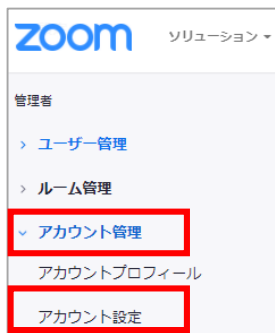 zoom ソリューション
管理者
ユーザー管理
ルーム管理
アカウント管理
アカウントプロフィール
アカウント設定